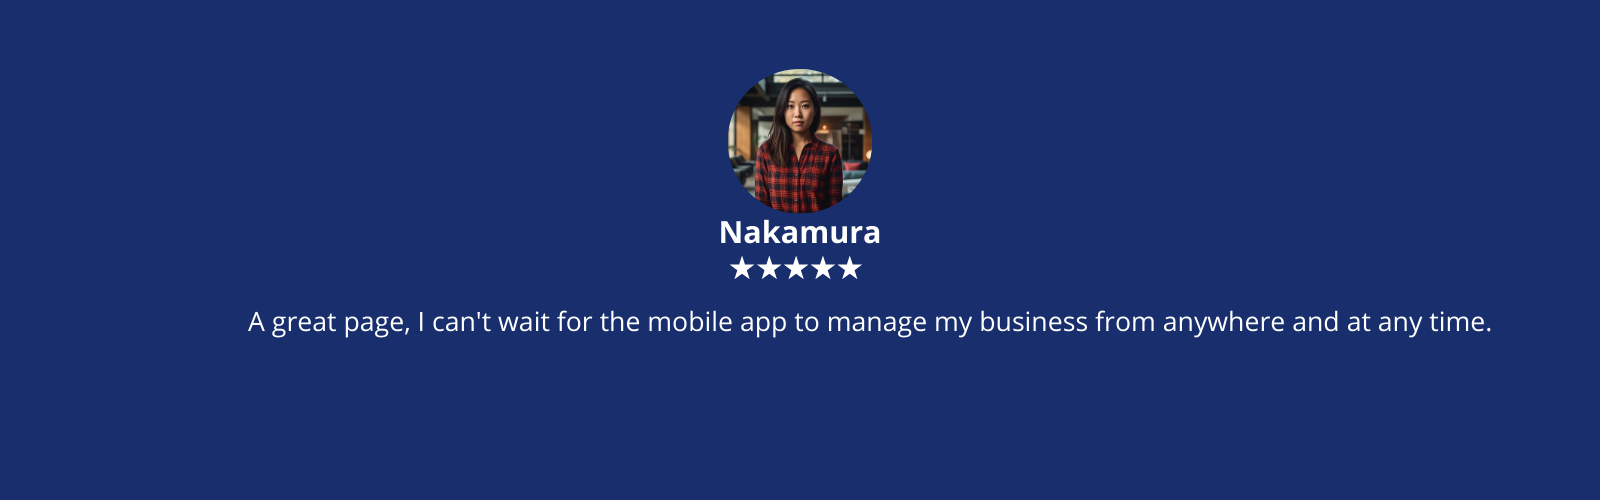 Nakamura
★★★★★
A great page, I can't wait for the mobile app to manage my business from anywhere and at any time.